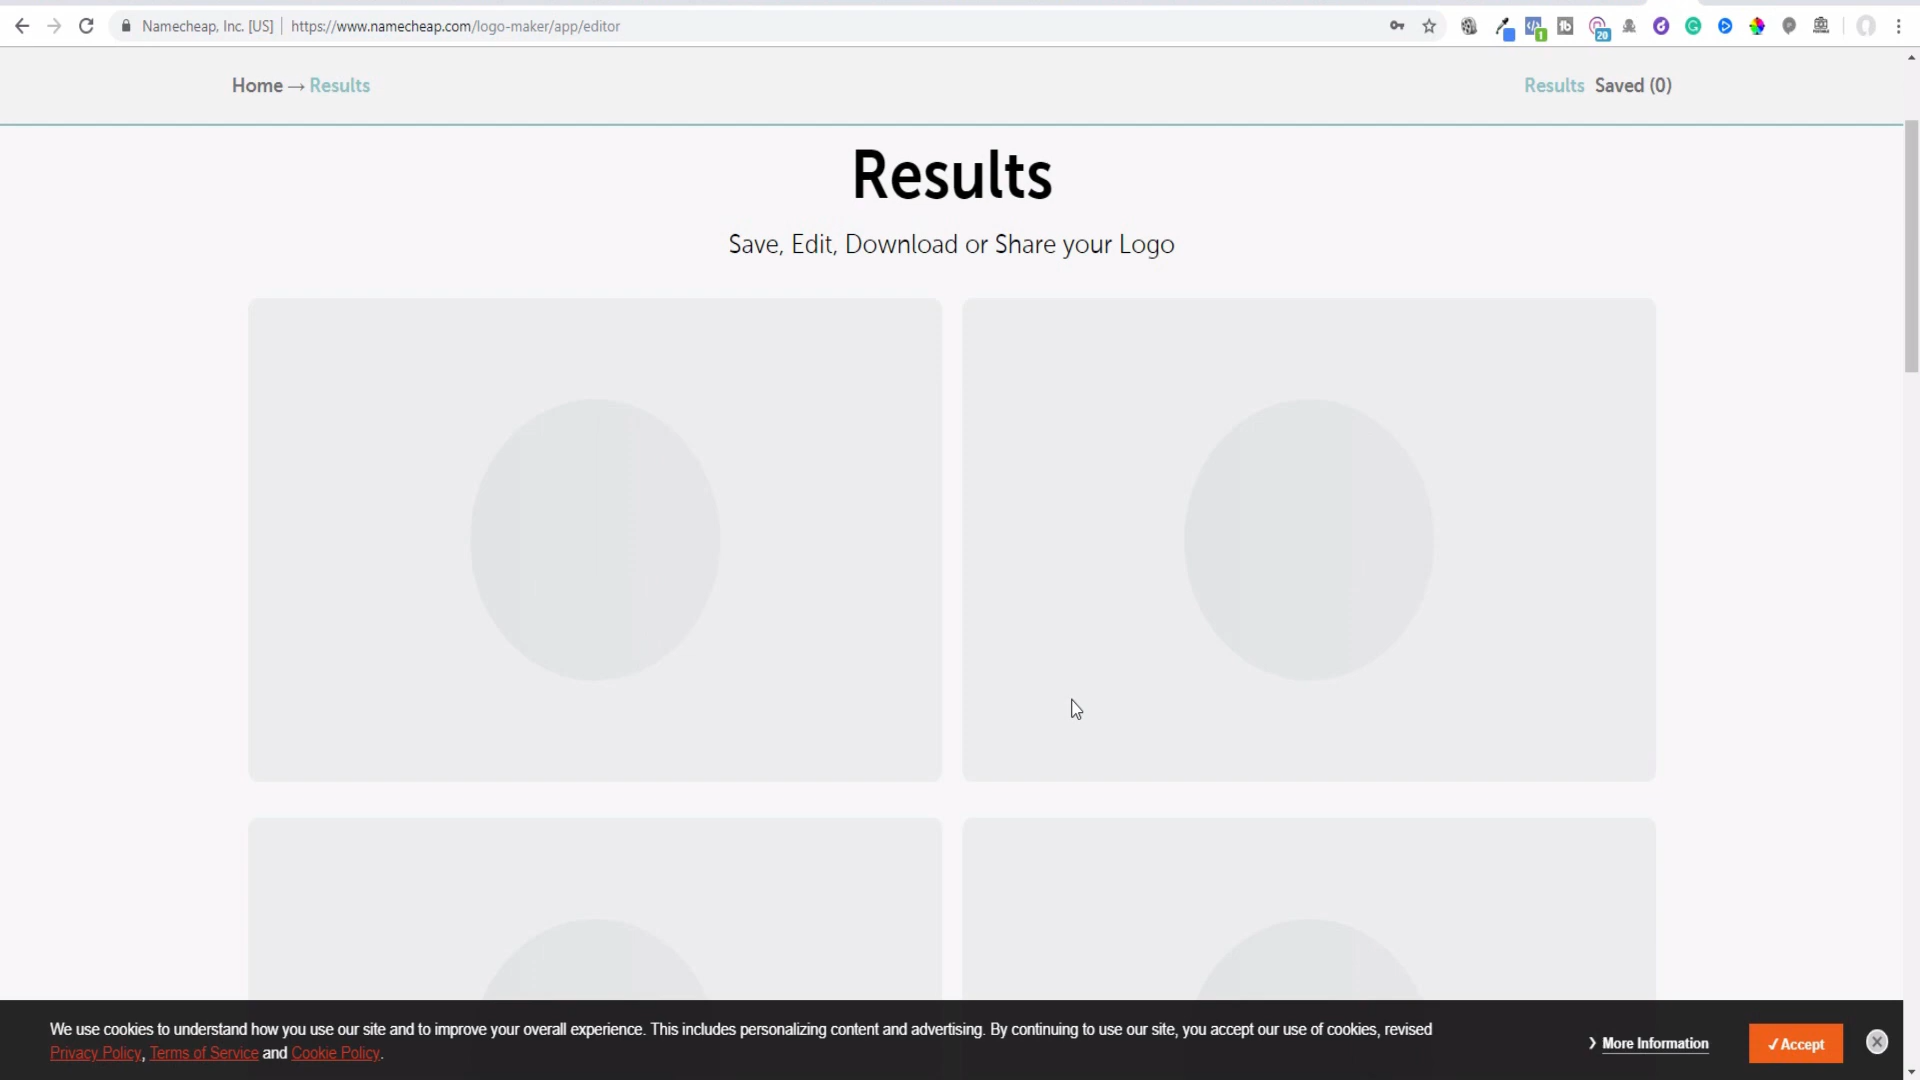 Namecheap, Inc. [US] | https://www.namecheap.com/logo-maker/app/editor
1
20
Home → Results
Results Saved (0)
Results
Save, Edit, Download or Share your Logo
We use cookies to understand how you use our site and to improve your overall experience. This includes personalizing content and advertising. By continuing to use our site, you accept our use of cookies, revised
Privacy Policy, Terms of Service and Cookie Policy.
More Information
✓Accept